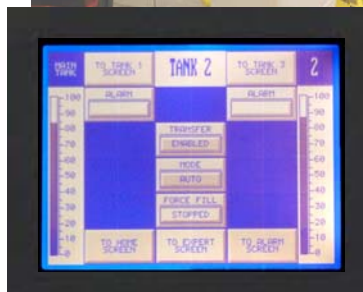 MAIN TANK
TO TANK 1 SCREEN
TANK 2
TO TANK 3 SCREEN
2
ALARM
ALARM
100
90
80
70
60
50
40
30
20
10
0
TRANSFER
ENABLED
MODE
AUTO
FORCE FILL
STOPPED
100
90
80
70
60
50
40
30
20
10
0
TO HOME SCREEN
TO EXPERT SCREEN
TO ALARM SCREEN